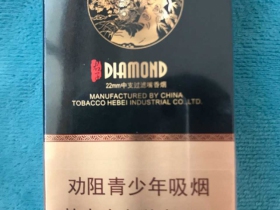 DIAMOND
22mm中支过滤嘴香烟
MANUFACTURED BY CHINA
TOBACCO HEBEI INDUSTRIAL CO.,LTD.
劝阻青少年吸烟